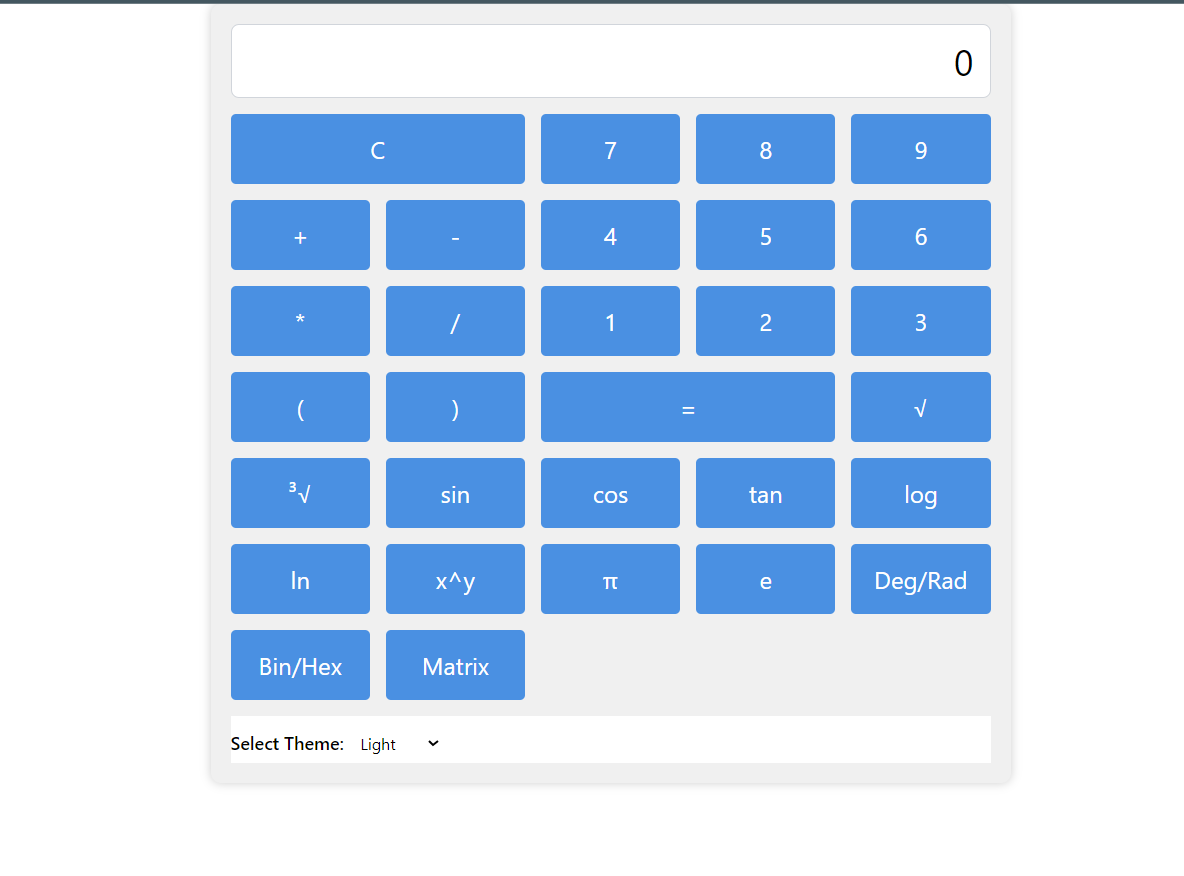 0
C 7 8 9
+ - 4 5 6
* / 1 2 3
( ) = √
³√ sin cos tan log
ln x^y π e Deg/Rad
Bin/Hex Matrix
Select Theme: Light